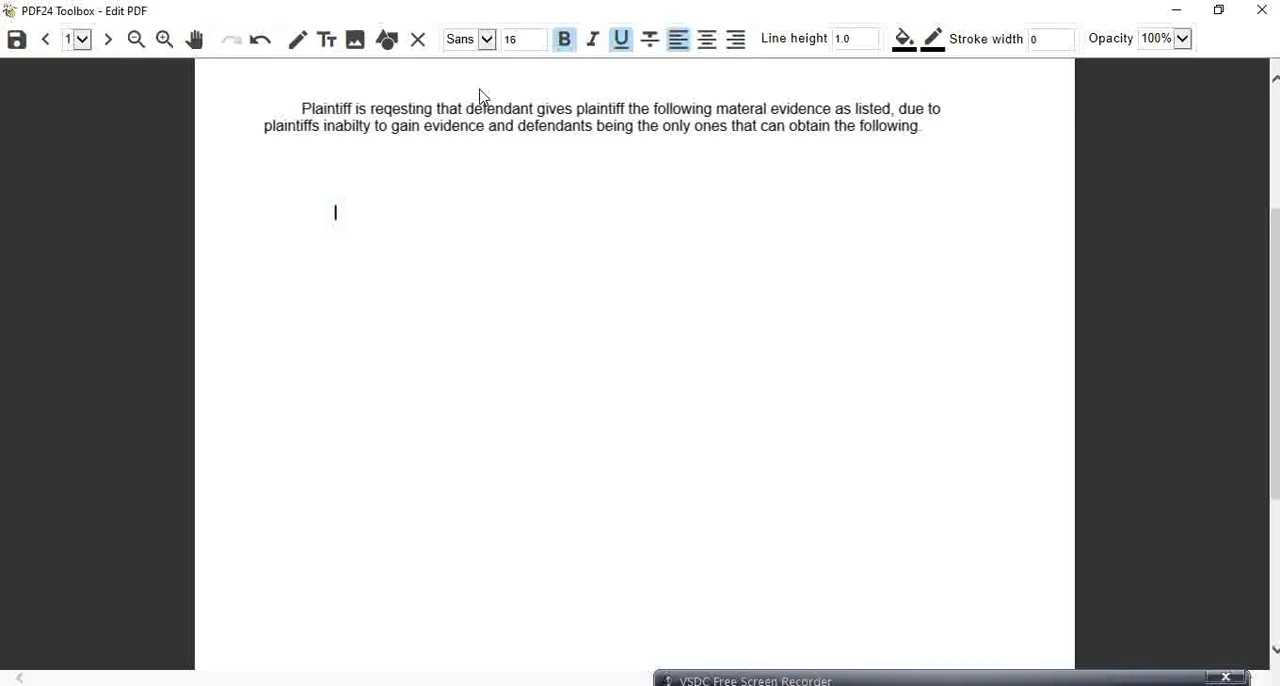 PDF24 Toolbox - Edit PDF
1 Sans 16 B I U Line height 1.0 Stroke width 0 Opacity 100%
Plaintiff is reqesting that defendant gives plaintiff the following materal evidence as listed, due to
plaintiffs inabilty to gain evidence and defendants being the only ones that can obtain the following.
VSDC Free Screen Recorder